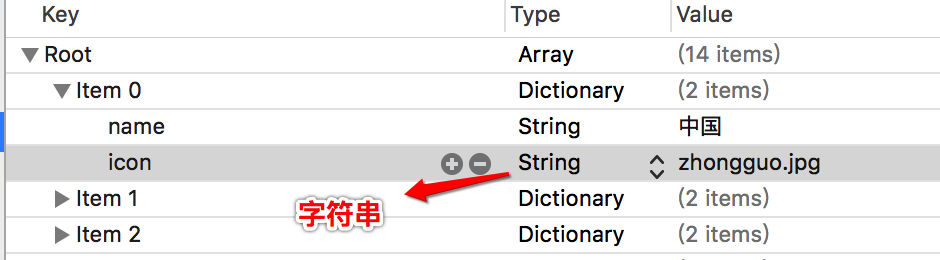 Key Type Value
Root Array (14 items)
Item 0 Dictionary (2 items)
name String 中国
icon String zhongguo.jpg
字符串
Item 1 Dictionary (2 items)
Item 2 Dictionary (2 items)